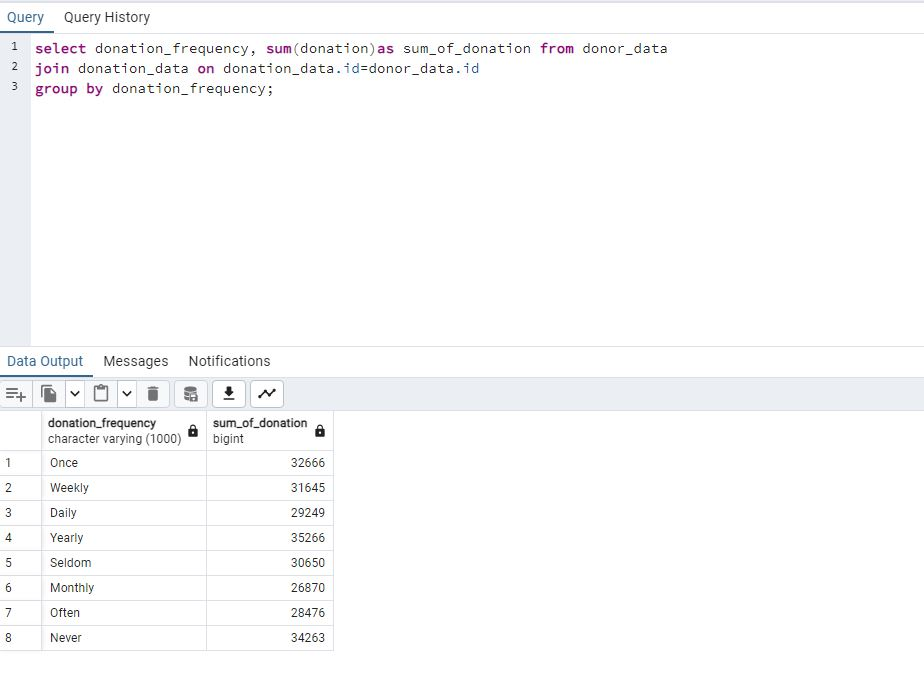 Query Query History
1 select donation_frequency, sum(donation)as sum_of_donation from donor_data
2 join donation_data on donation_data.id=donor_data.id
3 group by donation_frequency;
Data Output Messages Notifications
donation_frequency sum_of_donation
character varying (1000) bigint
1 Once 32666
2 Weekly 31645
3 Daily 29249
4 Yearly 35266
5 Seldom 30650
6 Monthly 26870
7 Often 28476
8 Never 34263